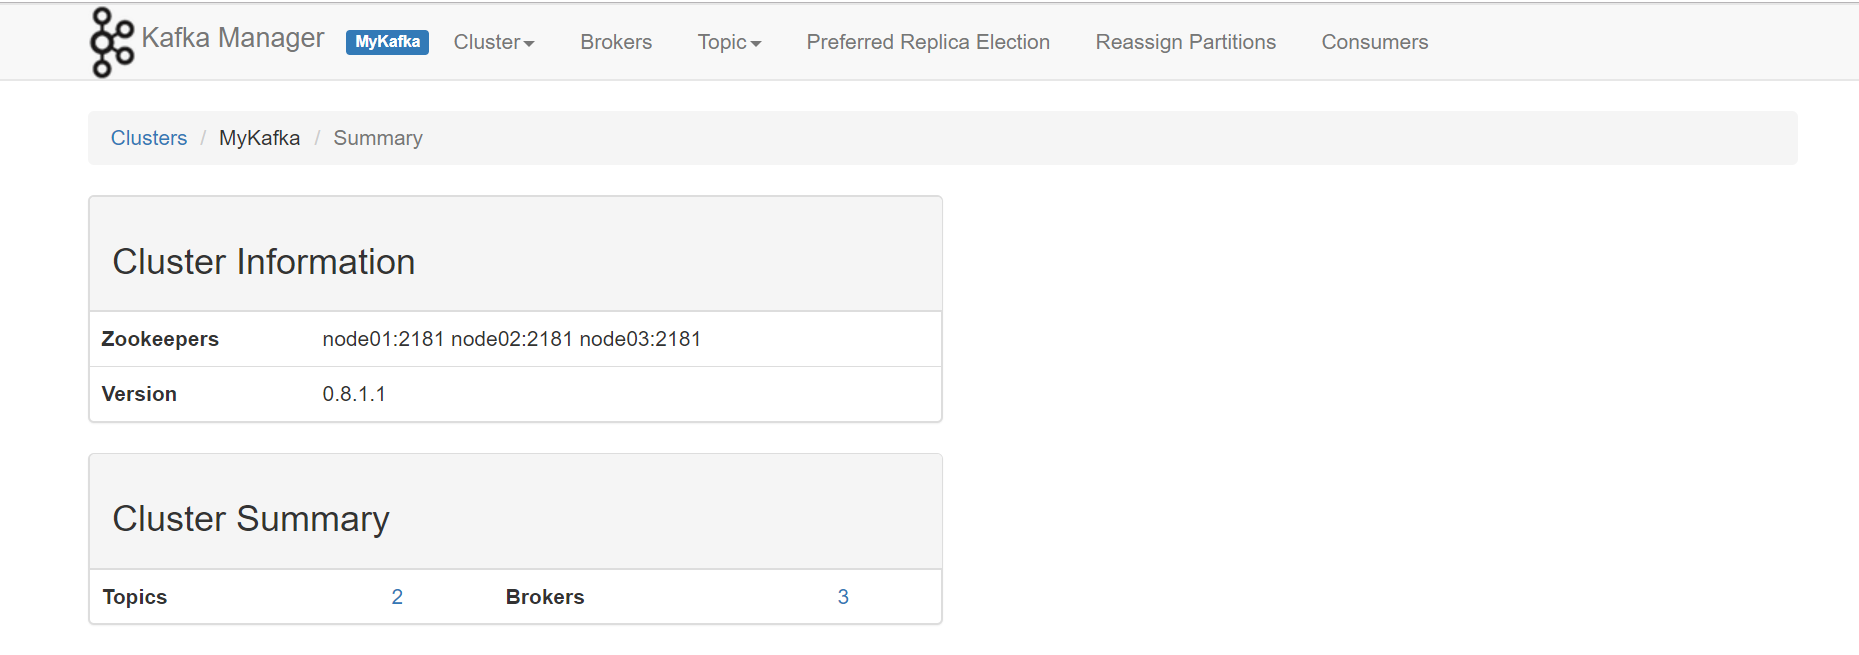 Kafka Manager MyKafka Cluster Brokers Topic Preferred Replica Election Reassign Partitions Consumers
Clusters / MyKafka / Summary
Cluster Information
Zookeepers node01:2181 node02:2181 node03:2181
Version 0.8.1.1
Cluster Summary
Topics 2 Brokers 3